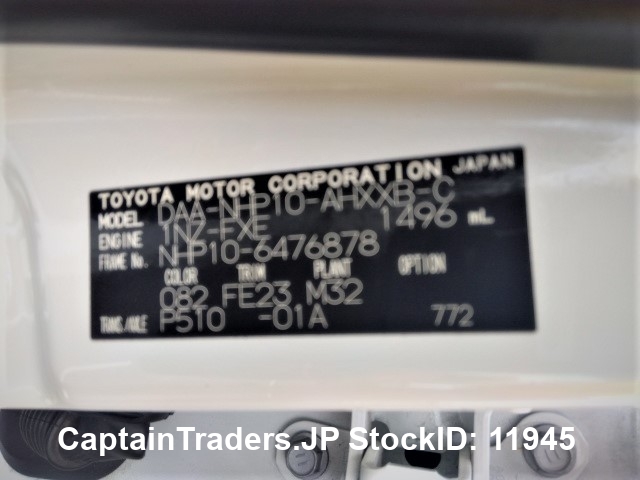 TOYOTA MOTOR CORPORATION JAPAN
MODEL DAA-NHP10-AHXXB-C
ENGINE 1NZ-FXE 1496 mL
FRAME No. NHP10-6476878
COLOR TRIM PLANT OPTION
082 FE23 M32
TRANS./AXLE P510 -01A 772
CaptainTraders.JP StockID: 11945